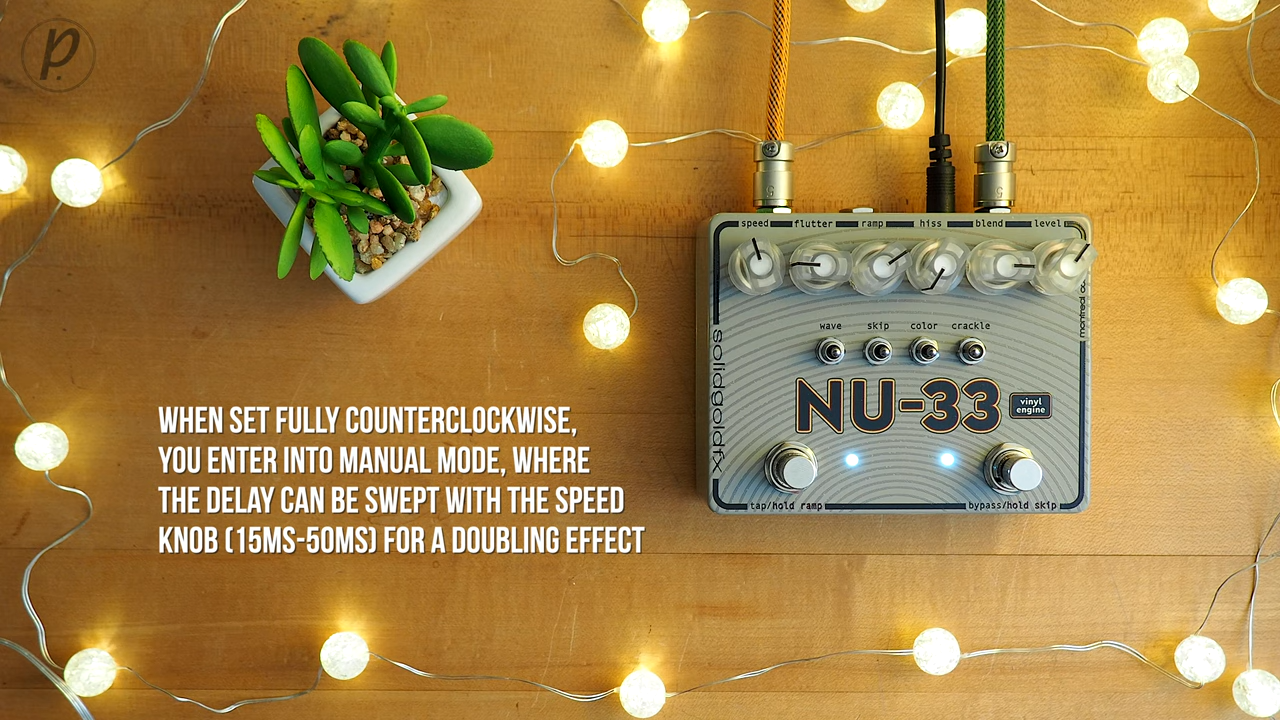 p.
speed flutter ramp hiss blend level
wave skip color crackle
solidgoldfx
NU-33
vinyl
engine
tap/hold ramp
bypass/hold skip
WHEN SET FULLY COUNTERCLOCKWISE,
YOU ENTER INTO MANUAL MODE, WHERE
THE DELAY CAN BE SWEPT WITH THE SPEED
KNOB (15MS-50MS) FOR A DOUBLING EFFECT